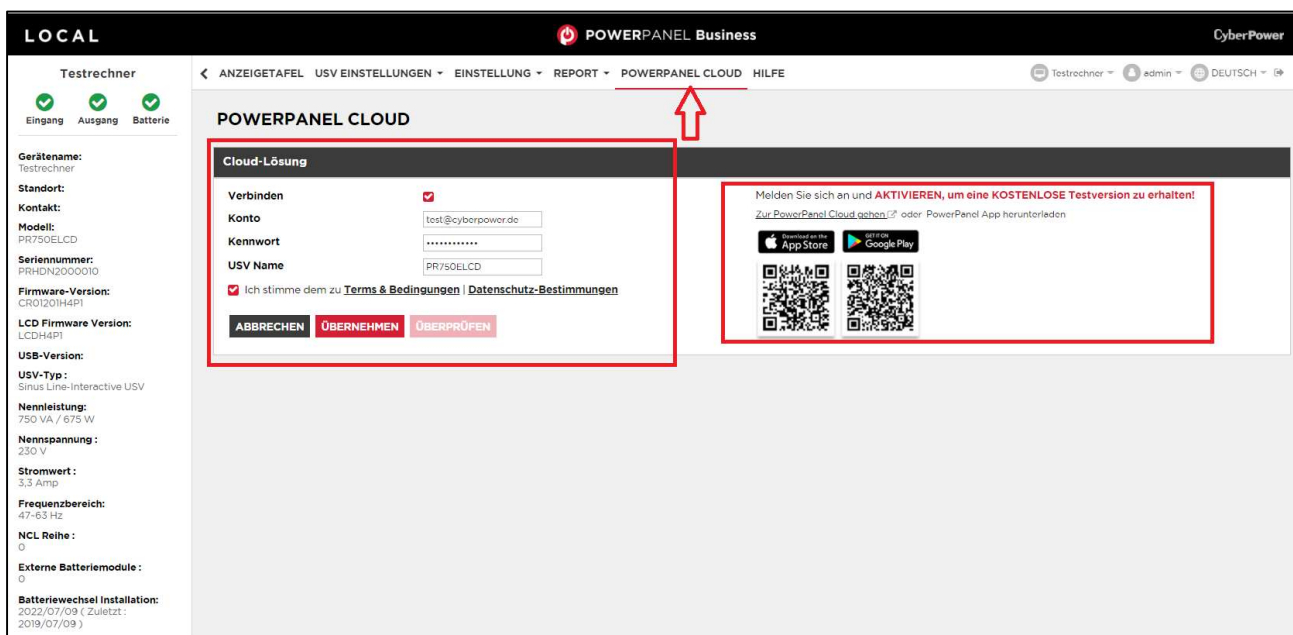 LOCAL
POWERPANEL Business
CyberPower
Testrechner
Eingang Ausgang Batterie
Gerätename:
Testrechner
Standort:
Kontakt:
Modell:
PR750ELCD
Seriennummer:
PRHDN2000010
Firmware-Version:
CR01201H4P1
LCD Firmware Version:
LCDH4P1
USB-Version:
USV-Typ :
Sinus Line-Interactive USV
Nennleistung:
750 VA / 675 W
Nennspannung :
230 V
Stromwert :
3,3 Amp
Frequenzbereich:
47-63 Hz
NCL Reihe :
0
Externe Batteriemodule :
0
Batteriewechsel Installation:
2022/07/09 ( Zuletzt :
2019/07/09 )
ANZEIGETAFEL USV EINSTELLUNGEN EINSTELLUNG REPORT POWERPANEL CLOUD HILFE
Testrechner admin DEUTSCH
POWERPANEL CLOUD
Cloud-Lösung
Verbinden
Konto test@cyberpower.de
Kennwort ••••••••••••
USV Name PR750ELCD
Ich stimme dem zu Terms & Bedingungen | Datenschutz-Bestimmungen
ABBRECHEN ÜBERNEHMEN ÜBERPRÜFEN
Melden Sie sich an und AKTIVIEREN, um eine KOSTENLOSE Testversion zu erhalten!
Zur PowerPanel Cloud gehen oder PowerPanel App herunterladen
Download on the App Store
GET IT ON Google Play